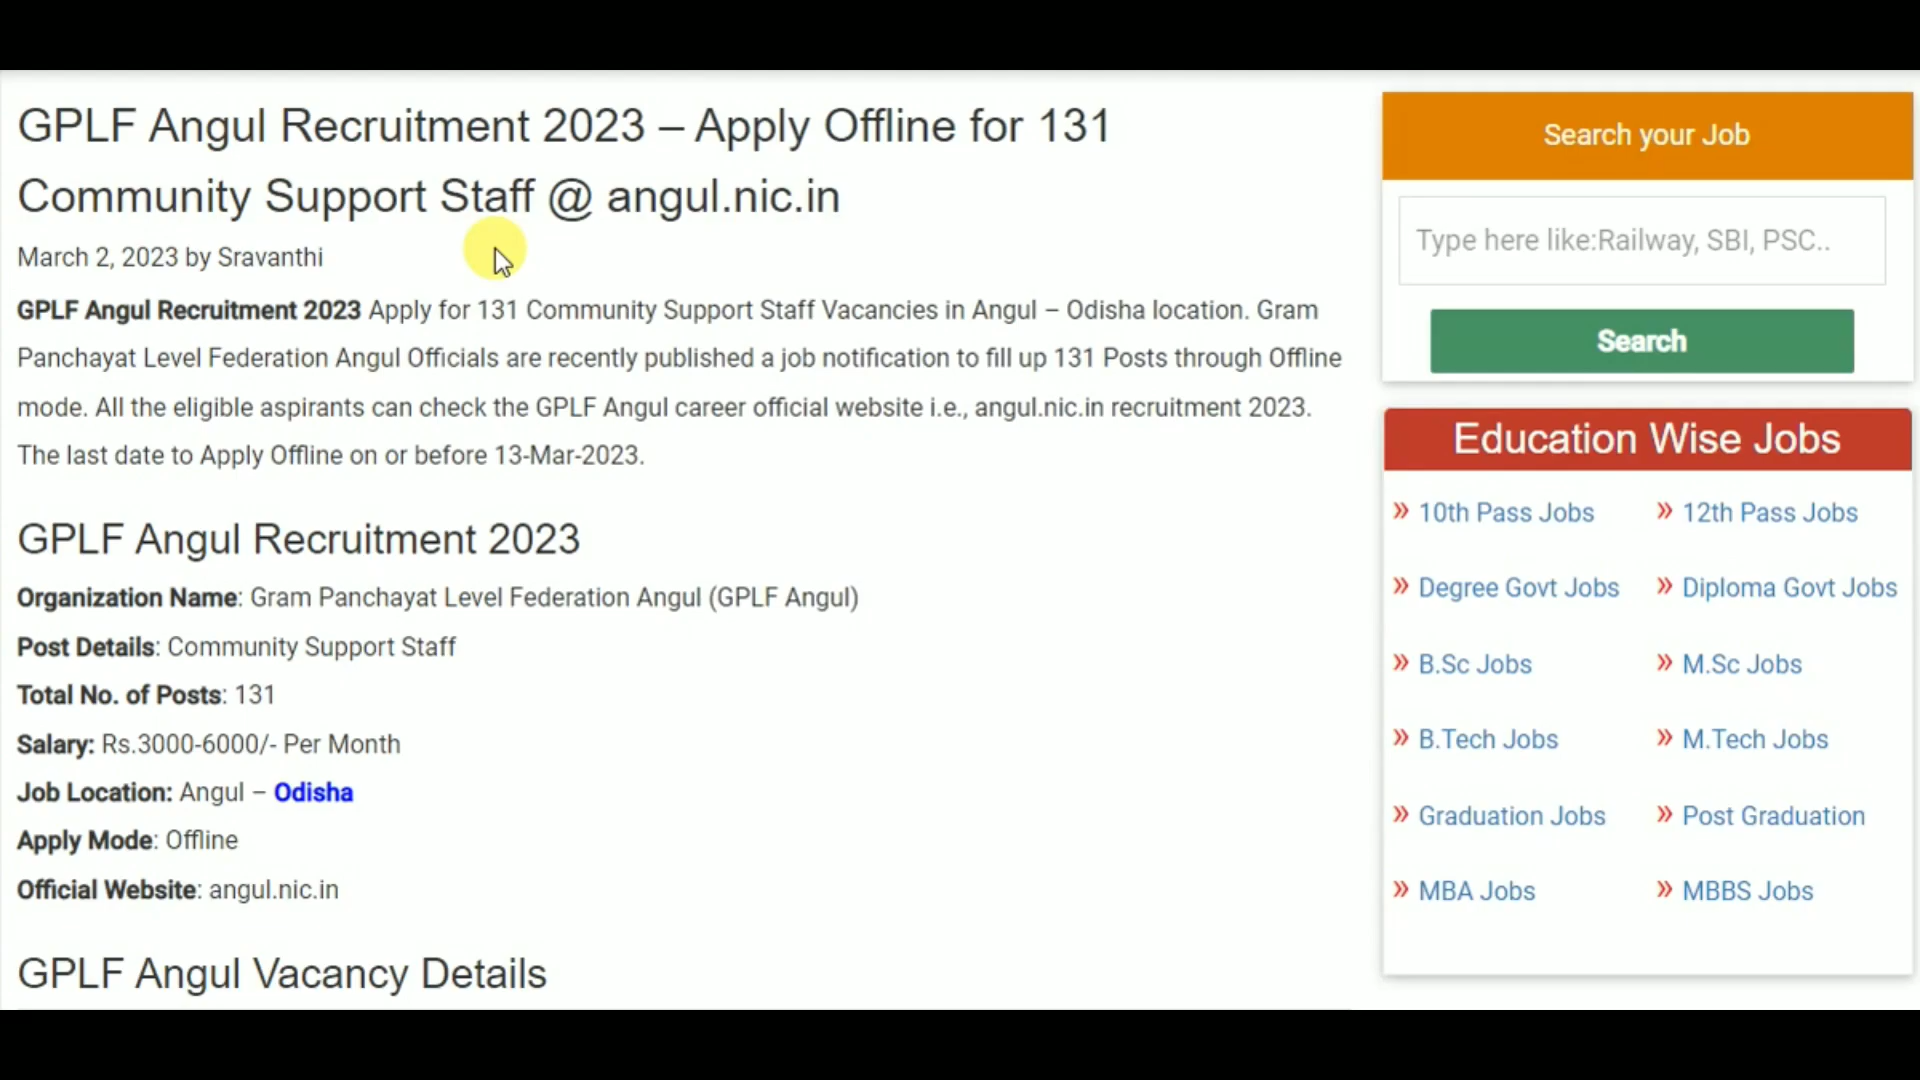 GPLF Angul Recruitment 2023 – Apply Offline for 131
Community Support Staff @ angul.nic.in
March 2, 2023 by Sravanthi
GPLF Angul Recruitment 2023 Apply for 131 Community Support Staff Vacancies in Angul – Odisha location. Gram
Panchayat Level Federation Angul Officials are recently published a job notification to fill up 131 Posts through Offline
mode. All the eligible aspirants can check the GPLF Angul career official website i.e., angul.nic.in recruitment 2023.
The last date to Apply Offline on or before 13-Mar-2023.
GPLF Angul Recruitment 2023
Organization Name: Gram Panchayat Level Federation Angul (GPLF Angul)
Post Details: Community Support Staff
Total No. of Posts: 131
Salary: Rs.3000-6000/- Per Month
Job Location: Angul – Odisha
Apply Mode: Offline
Official Website: angul.nic.in
GPLF Angul Vacancy Details
Search your Job
Type here like:Railway, SBI, PSC..
Search
Education Wise Jobs
» 10th Pass Jobs » 12th Pass Jobs
» Degree Govt Jobs » Diploma Govt Jobs
» B.Sc Jobs » M.Sc Jobs
» B.Tech Jobs » M.Tech Jobs
» Graduation Jobs » Post Graduation
» MBA Jobs » MBBS Jobs